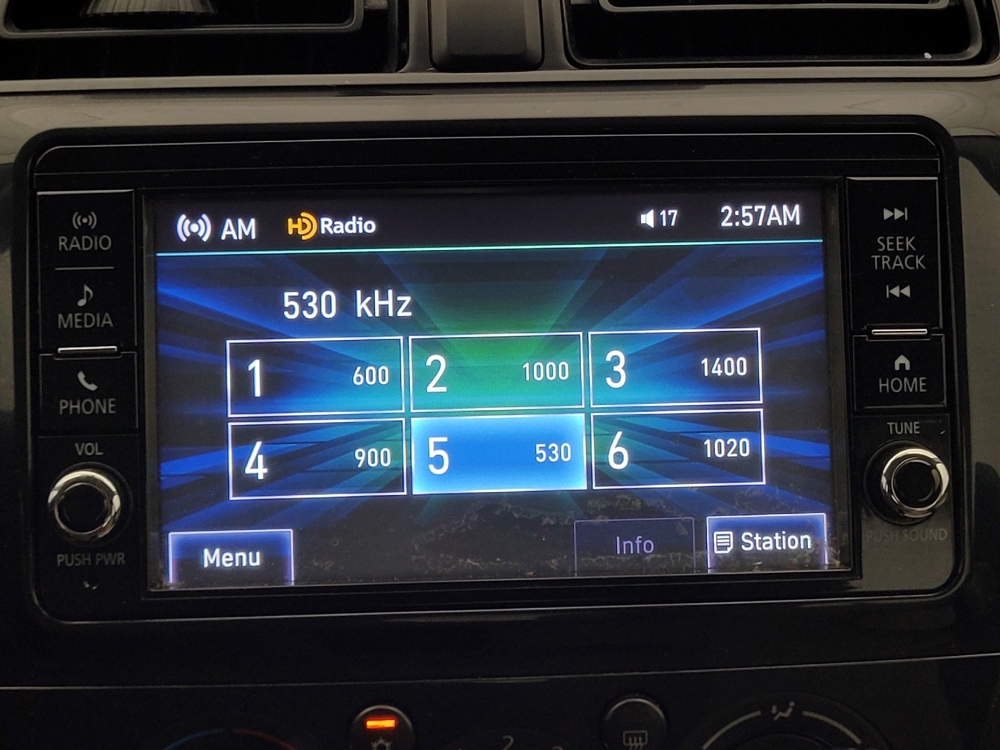 RADIO
MEDIA
PHONE
VOL
PUSH PWR
AM HD Radio 17 2:57AM
530 kHz
1 600 2 1000 3 1400
4 900 5 530 6 1020
Menu Info Station
SEEK
TRACK
HOME
TUNE
PUSH SOUND
2